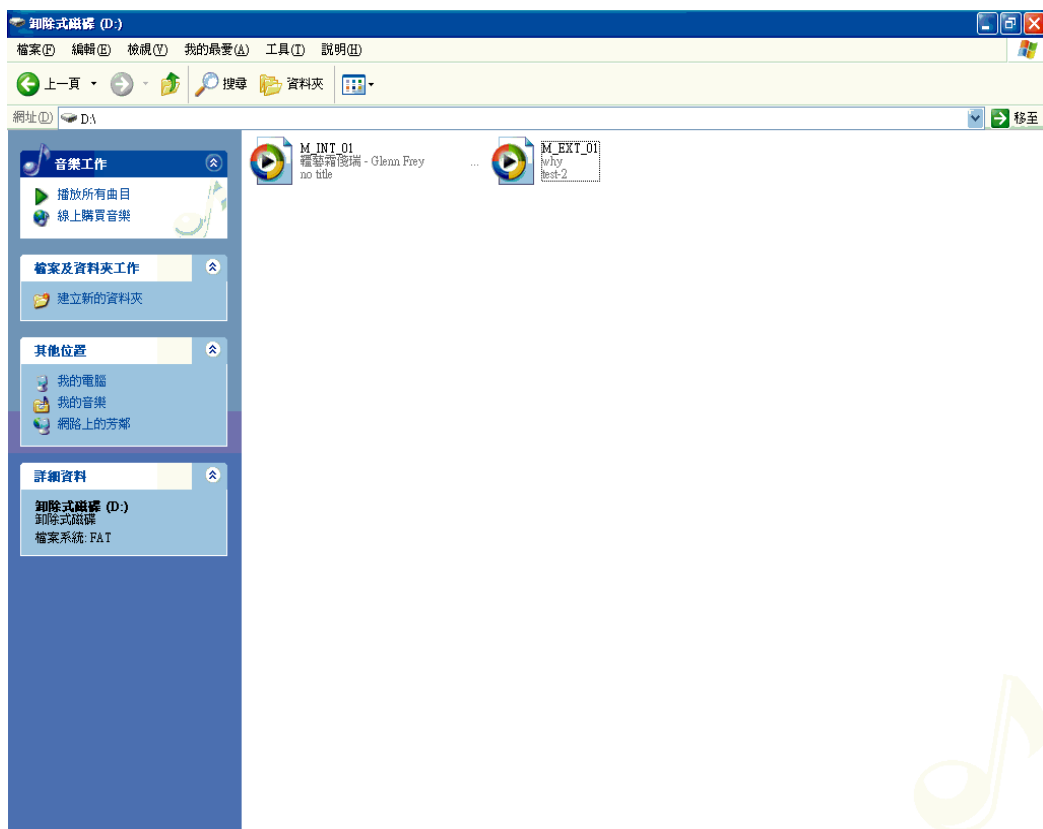 卸除式磁碟 (D:)
檔案(F) 編輯(E) 檢視(V) 我的最愛(A) 工具(T) 說明(H)
上一頁 搜尋 資料夾
網址(D) D:\ 移至
音樂工作
播放所有曲目
線上購買音樂
檔案及資料夾工作
建立新的資料夾
其他位置
我的電腦
我的音樂
網路上的芳鄰
詳細資料
卸除式磁碟 (D:)
卸除式磁碟
檔案系統: FAT
M_INT_01
- Glenn Frey ...
no title
M_EXT_01
why
test-2